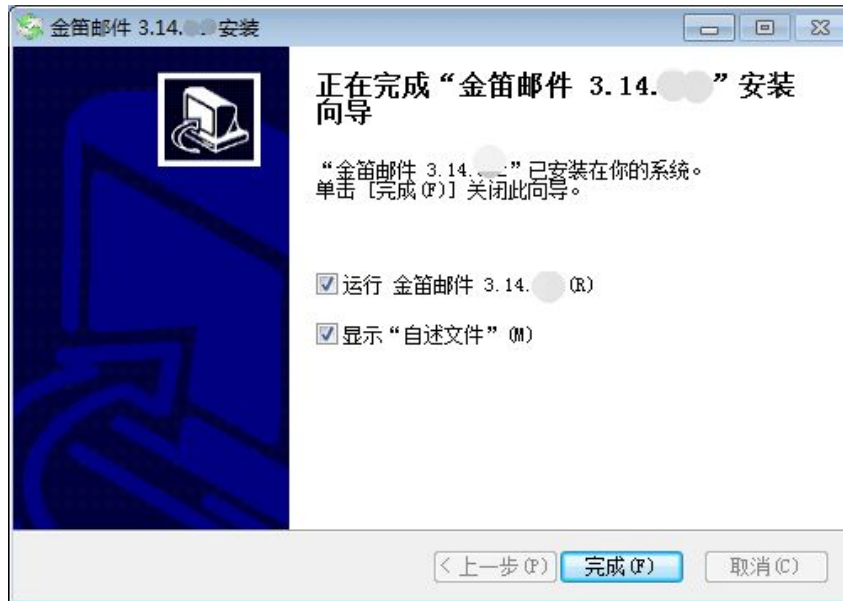 金笛邮件 3.14. 安装
正在完成“金笛邮件 3.14. ”安装
向导
“金笛邮件 3.14. ”已安装在你的系统。
单击 [完成(F)] 关闭此向导。
运行 金笛邮件 3.14. (R)
显示“自述文件”(M)
< 上一步(P) 完成(F) 取消(C)